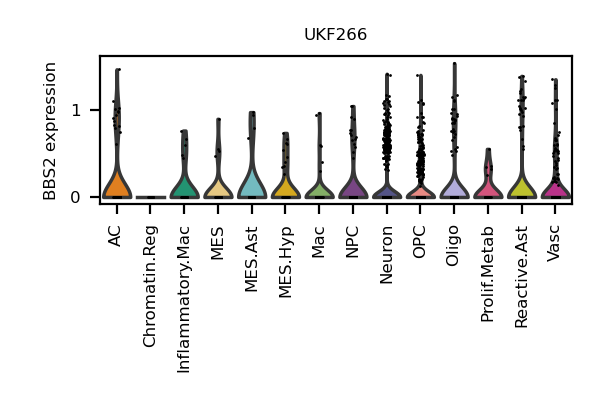 UKF266
BBS2 expression
1
0
AC
Chromatin.Reg
Inflammatory.Mac
MES
MES.Ast
MES.Hyp
Mac
NPC
Neuron
OPC
Oligo
Prolif.Metab
Reactive.Ast
Vasc